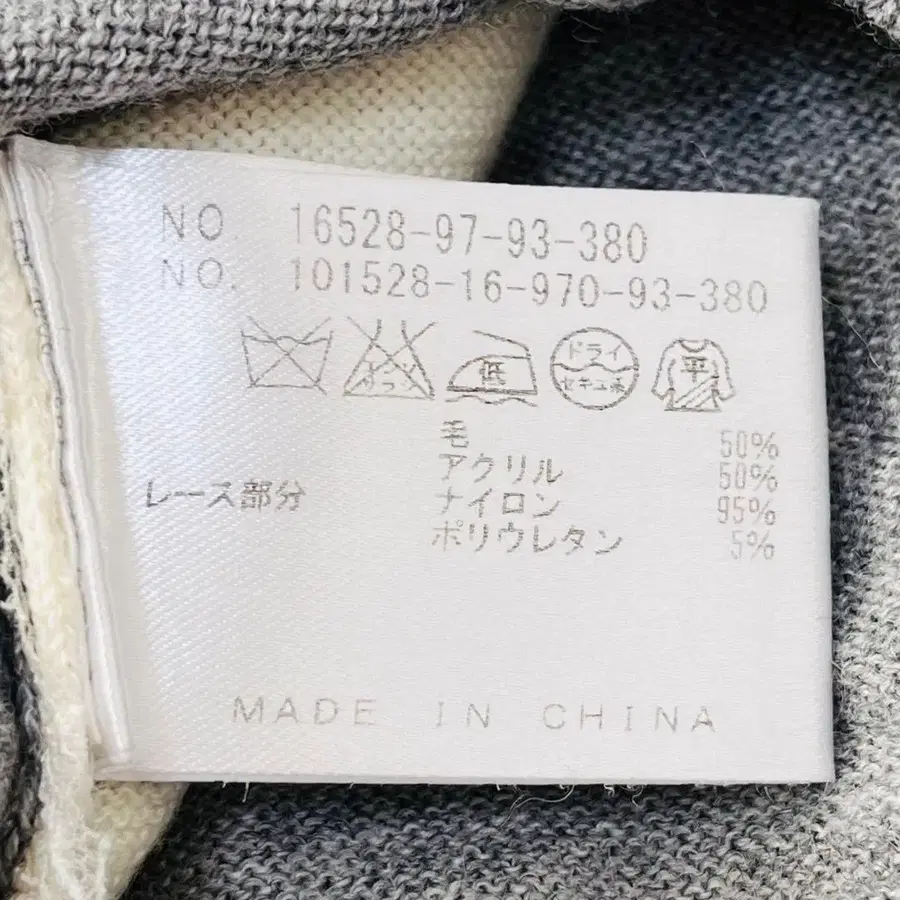 NO. 16528-97-93-380
NO. 101528-16-970-93-380
低 ドライ 平
セキユ系
毛 50%
アクリル 50%
レース部分 ナイロン 95%
ポリウレタン 5%
MADE IN CHINA